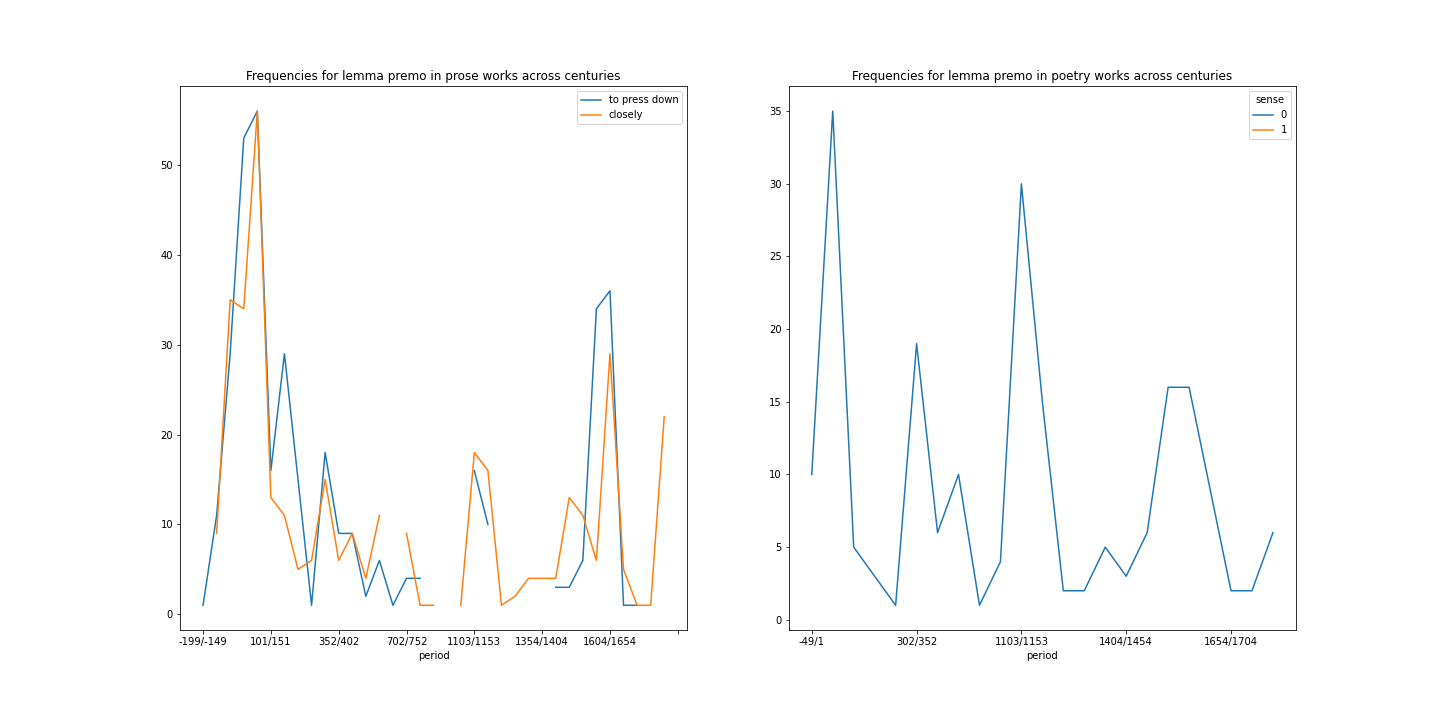 Frequencies for lemma premo in prose works across centuries
to press down
closely
50
40
30
20
10
0
-199/-149 101/151 352/402 702/752 1103/1153 1354/1404 1604/1654
period
Frequencies for lemma premo in poetry works across centuries
sense
0
1
35
30
25
20
15
10
5
0
-49/1 302/352 1103/1153 1404/1454 1654/1704
period